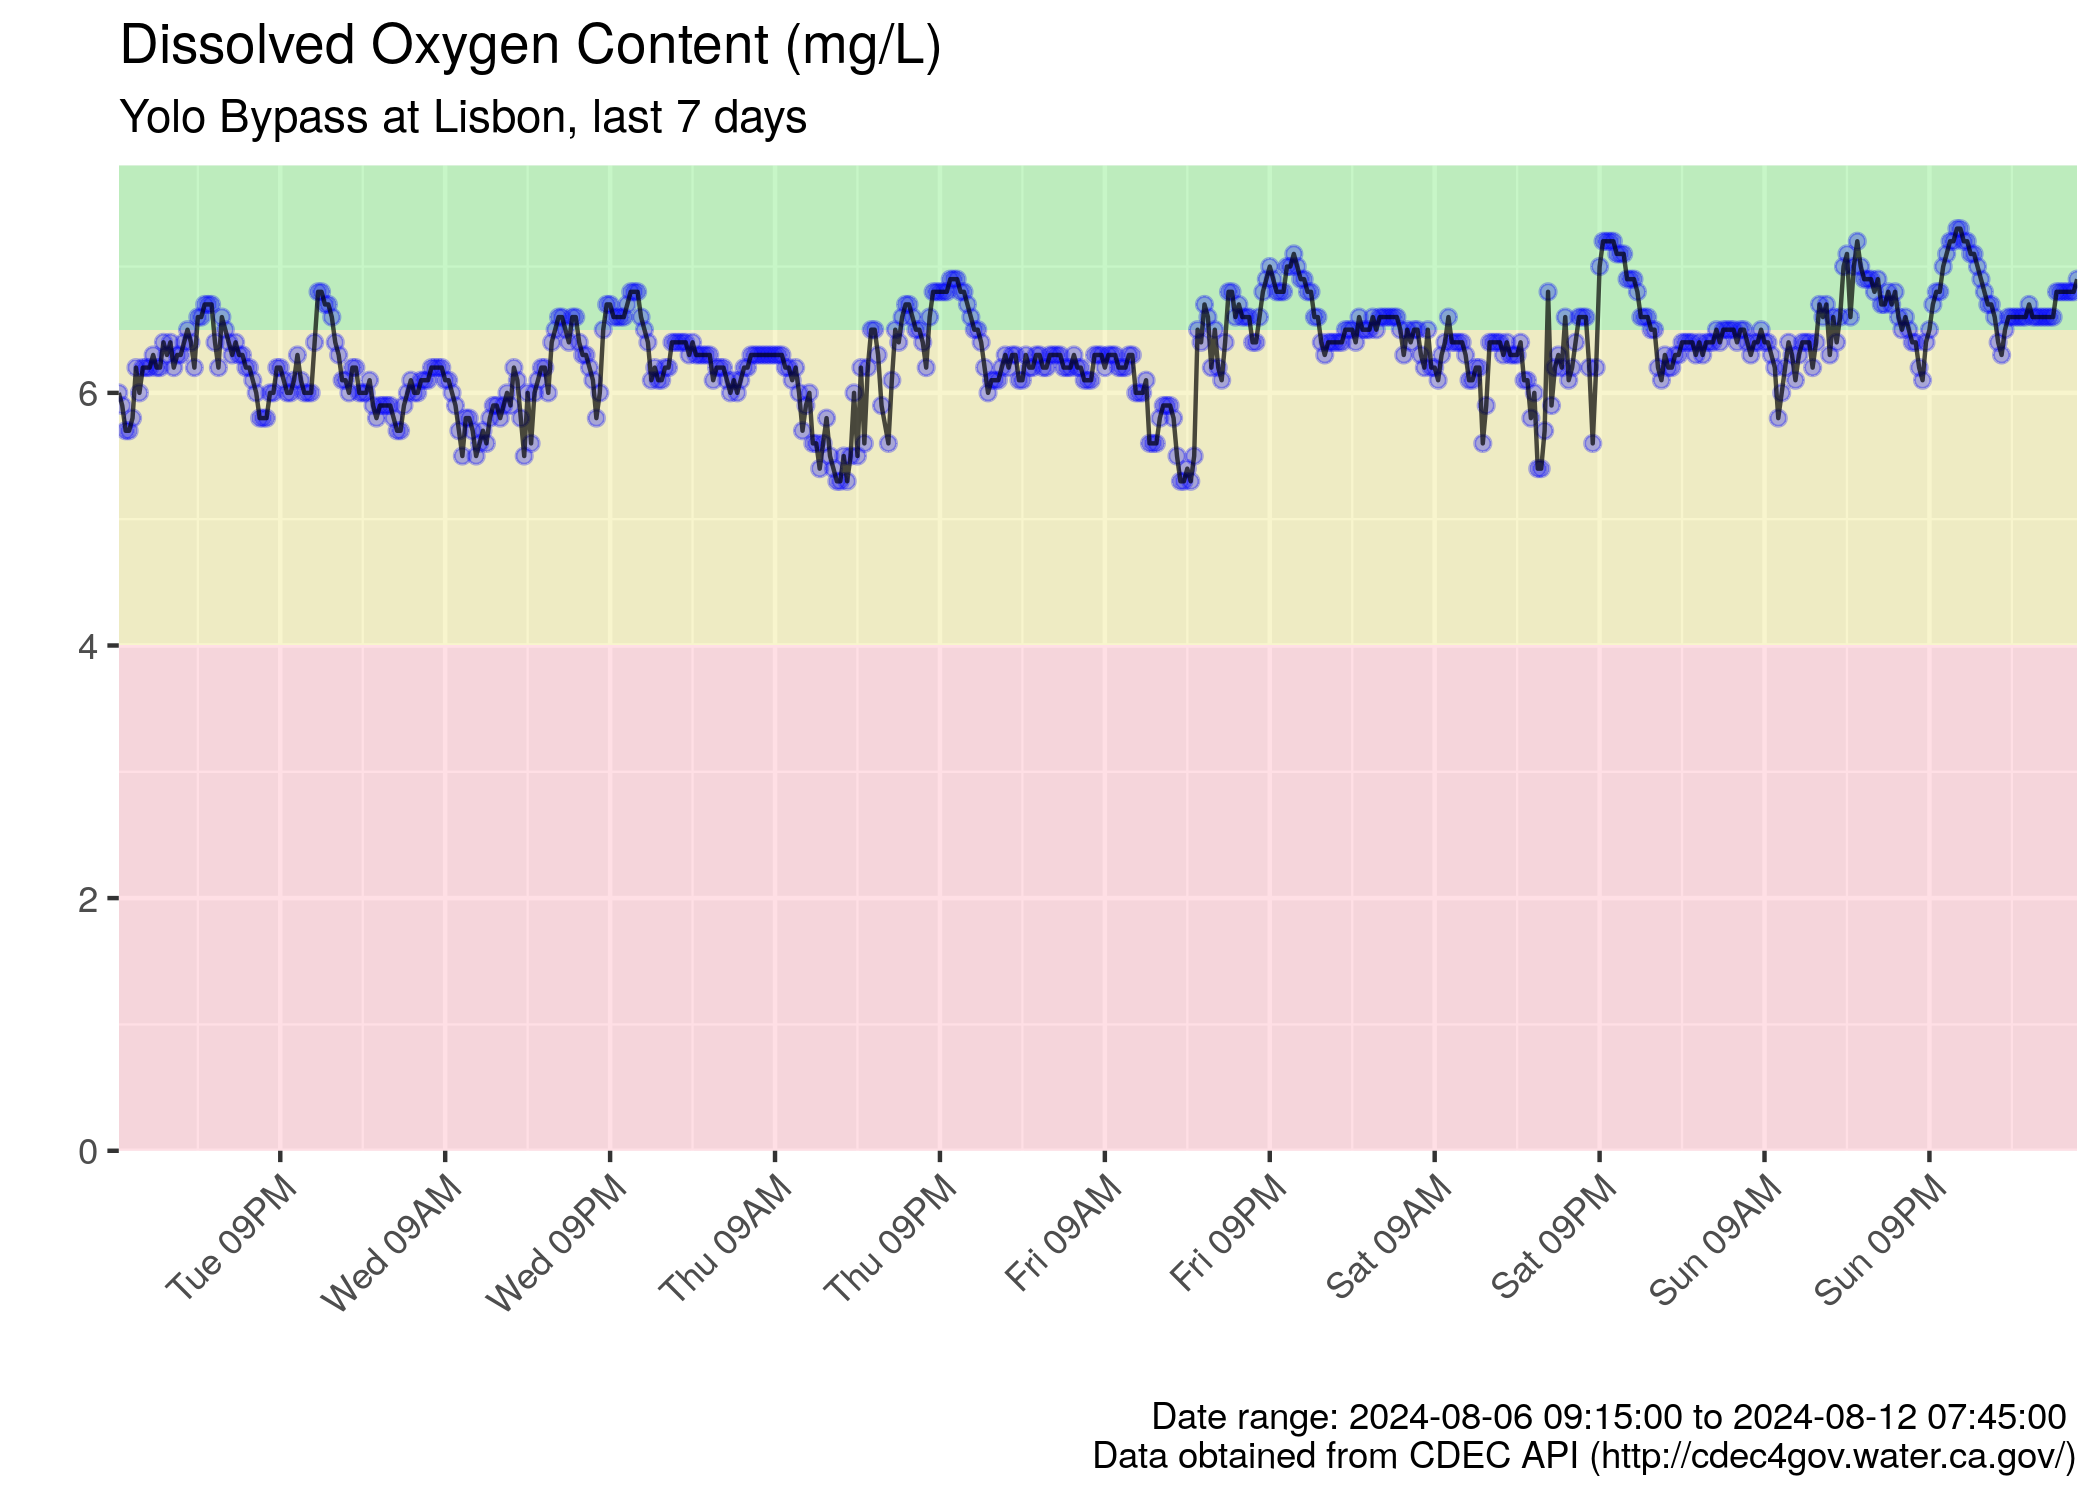 Dissolved Oxygen Content (mg/L)
Yolo Bypass at Lisbon, last 7 days
6
4
2
0
Tue 09PM
Wed 09AM
Wed 09PM
Thu 09AM
Thu 09PM
Fri 09AM
Fri 09PM
Sat 09AM
Sat 09PM
Sun 09AM
Sun 09PM
Date range: 2024-08-06 09:15:00 to 2024-08-12 07:45:00
Data obtained from CDEC API (http://cdec4gov.water.ca.gov/)